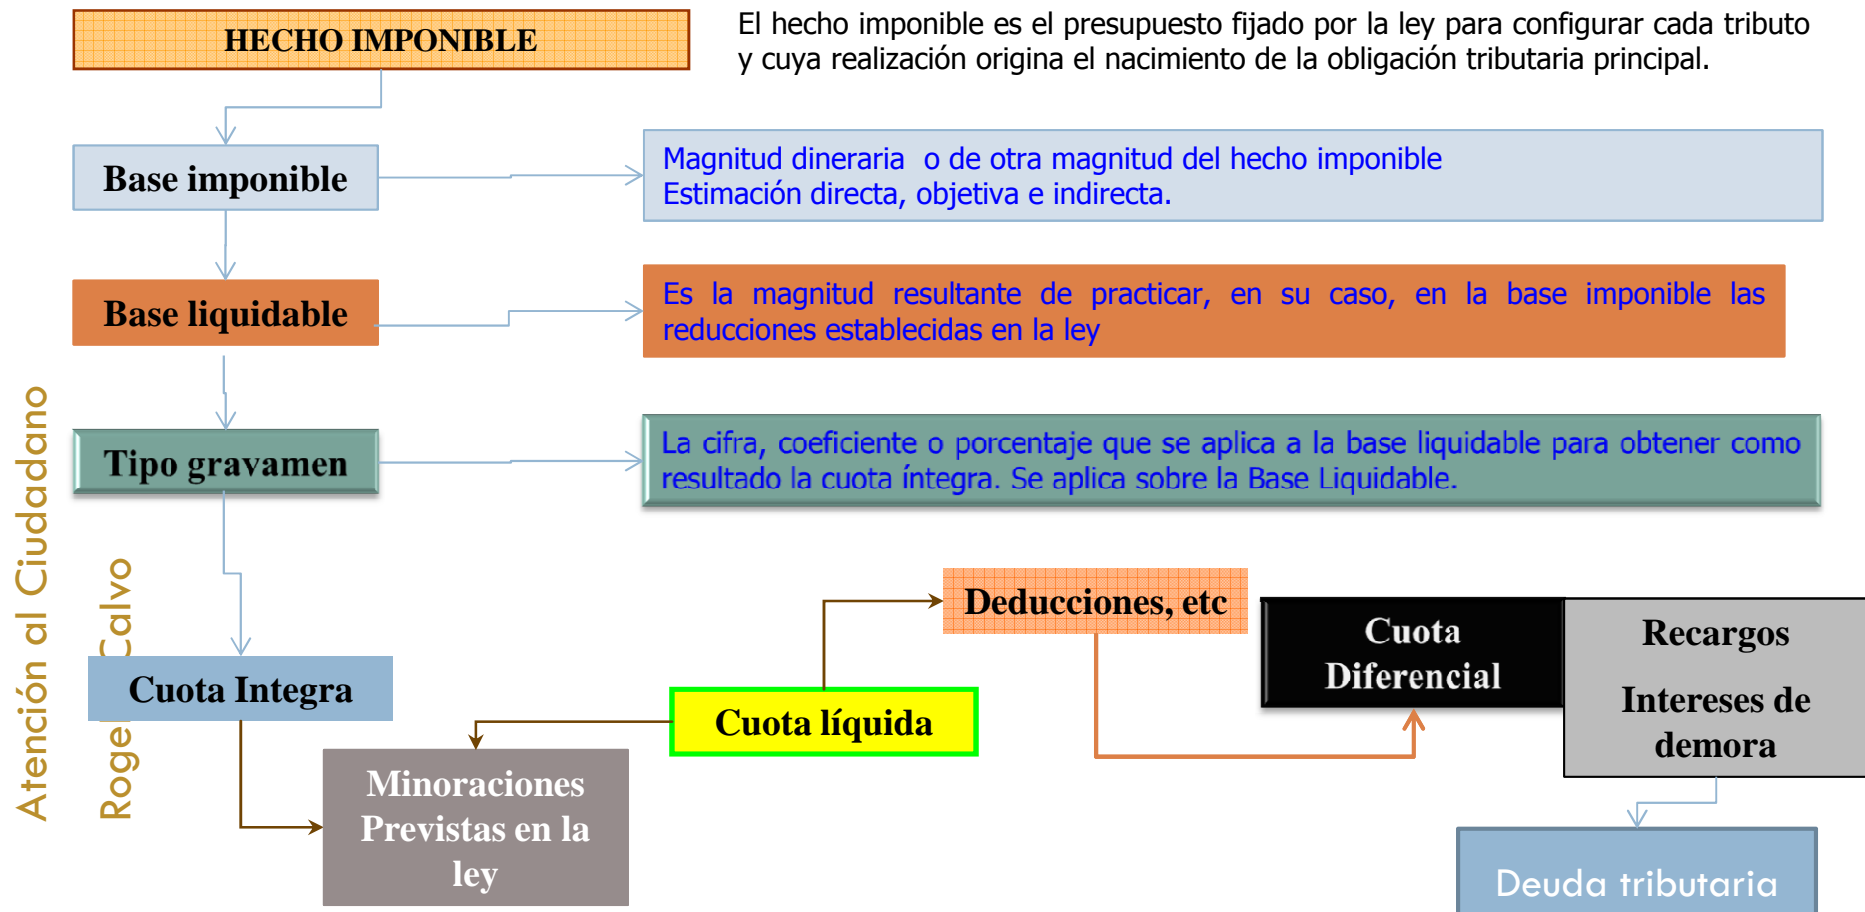 HECHO IMPONIBLE
El hecho imponible es el presupuesto fijado por la ley para configurar cada tributo
y cuya realización origina el nacimiento de la obligación tributaria principal.
Base imponible
Magnitud dineraria o de otra magnitud del hecho imponible
Estimación directa, objetiva e indirecta.
Base liquidable
Es la magnitud resultante de practicar, en su caso, en la base imponible las
reducciones establecidas en la ley
Tipo gravamen
La cifra, coeficiente o porcentaje que se aplica a la base liquidable para obtener como
resultado la cuota íntegra. Se aplica sobre la Base Liquidable.
Atención al Ciudadano
Calvo
Deducciones, etc
Cuota
Diferencial
Recargos
Intereses de
demora
Cuota Integra
Cuota líquida
Minoraciones
Previstas en la
ley
Deuda tributaria